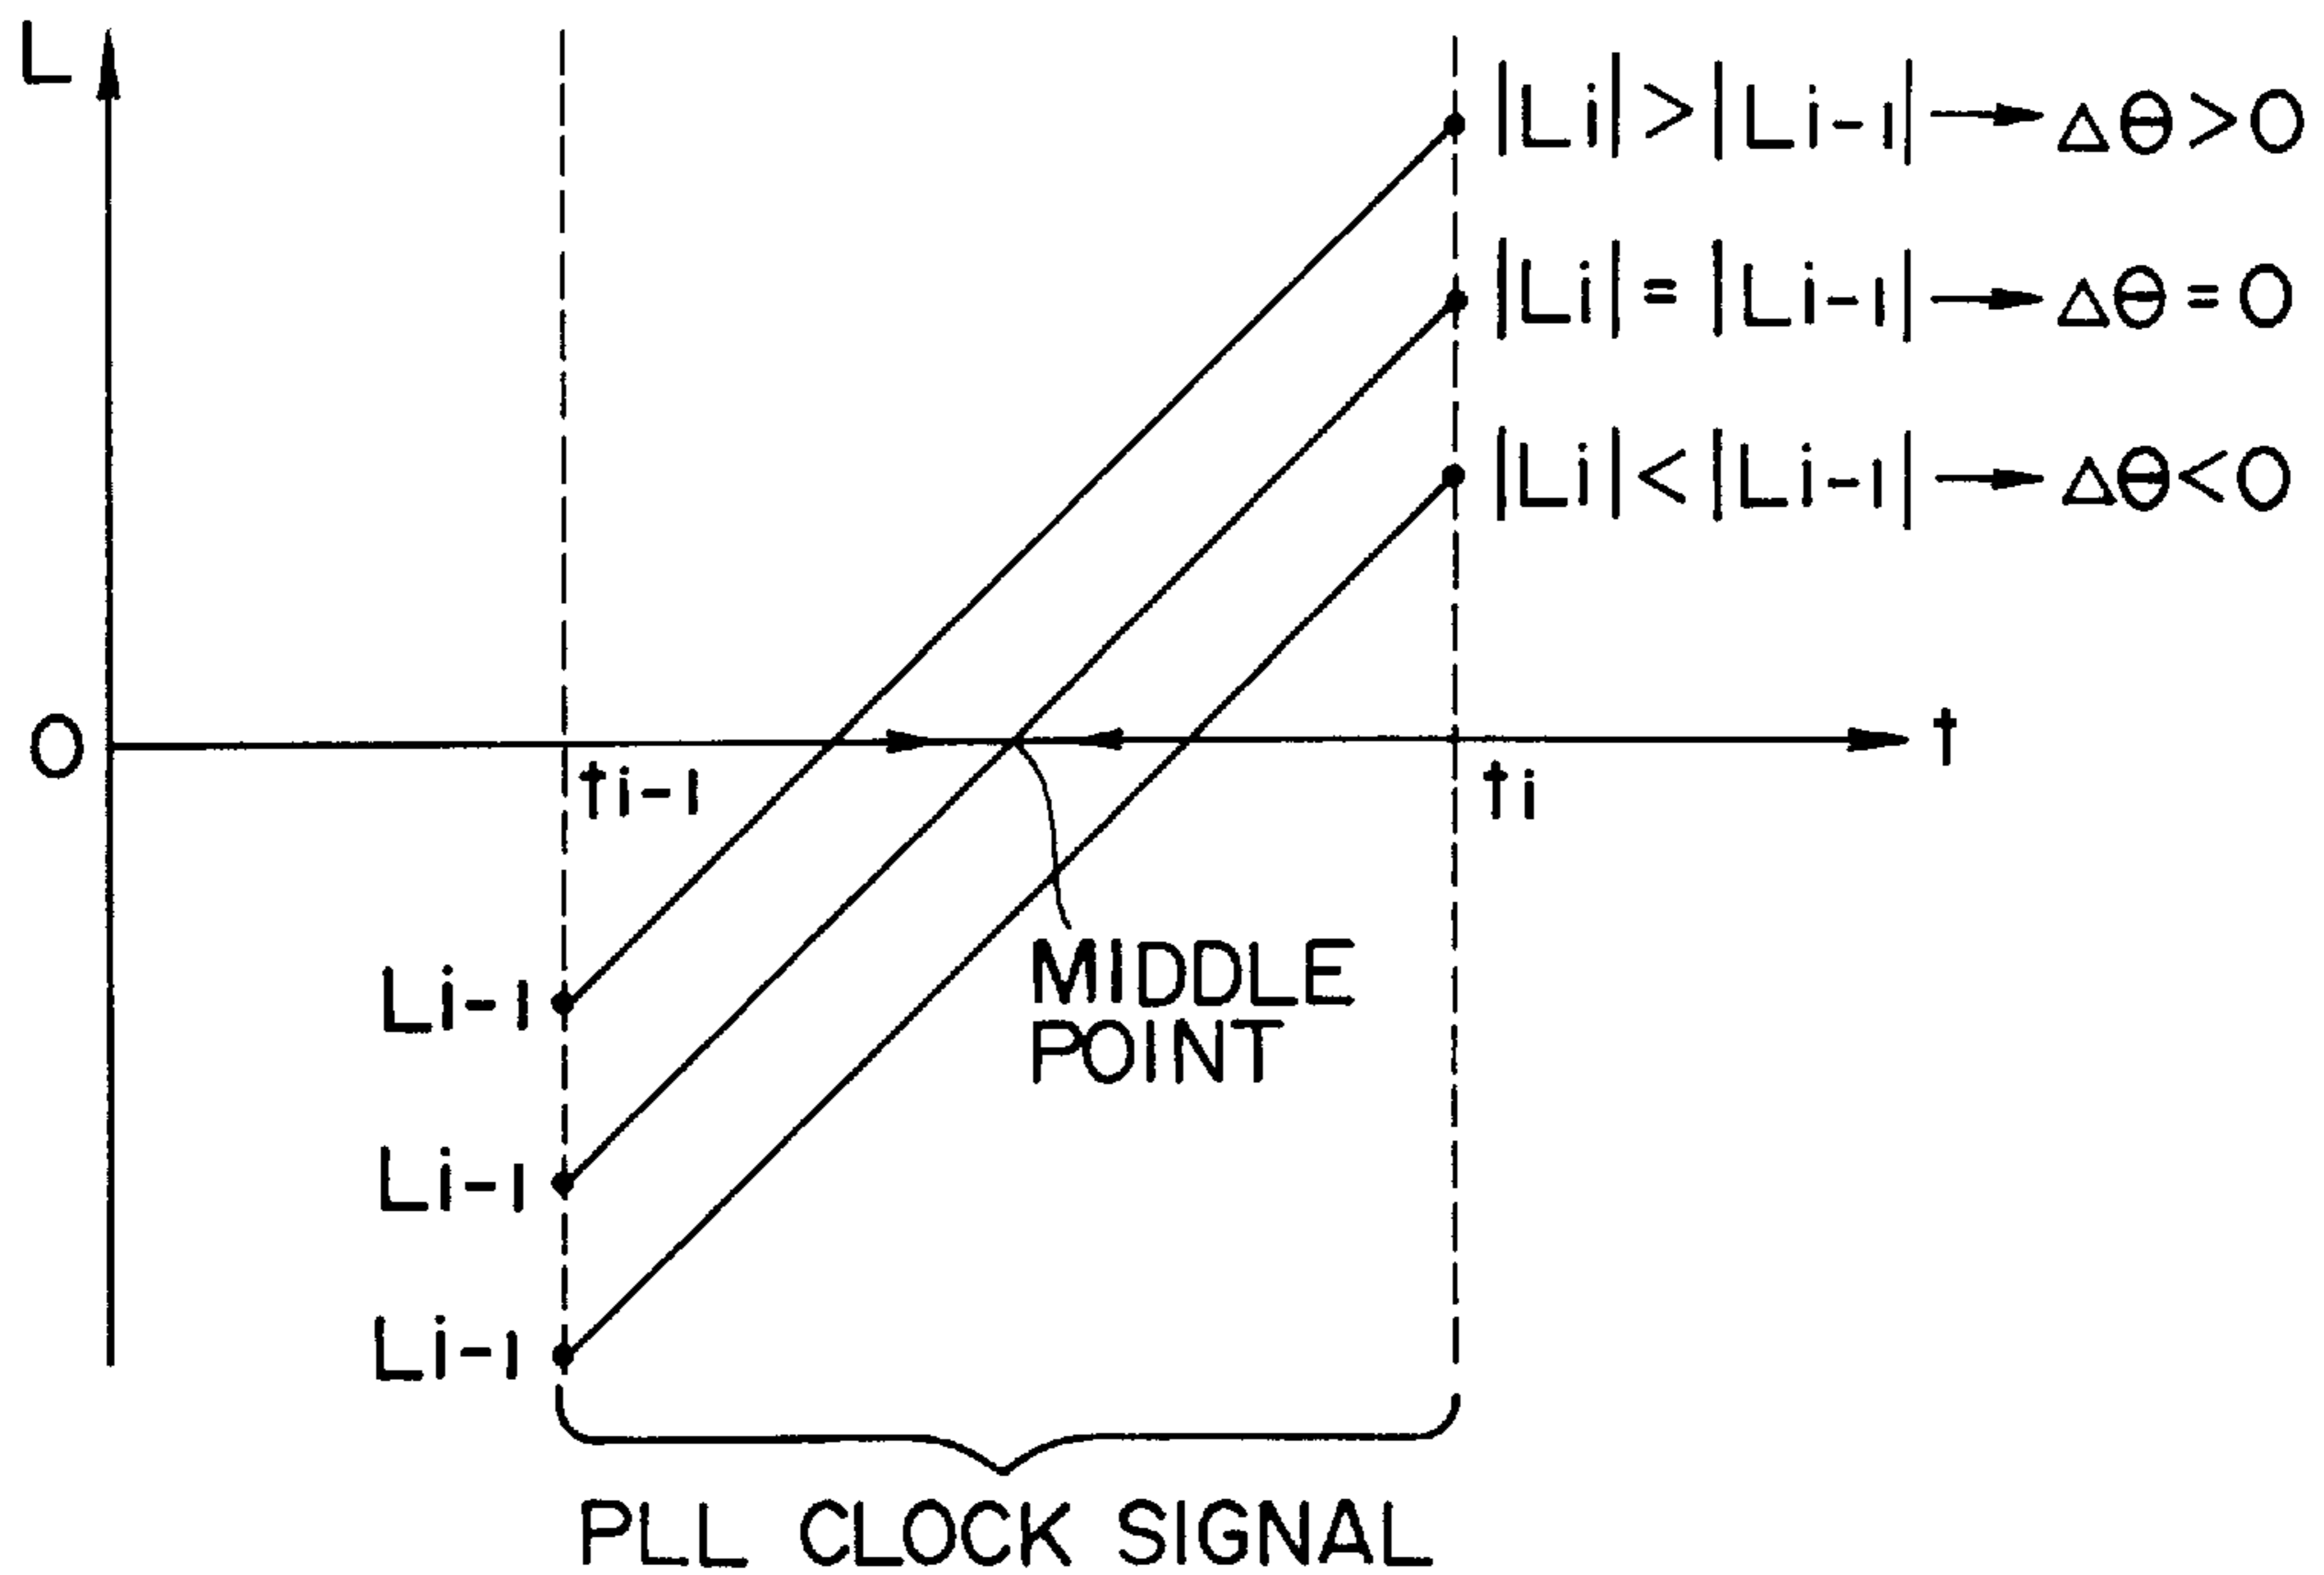 L
|Li|>|Li-1|→Δθ>0
|Li|=|Li-1|→Δθ=0
|Li|<|Li-1|→Δθ<0
0
t
ti-1
ti
Li-1
MIDDLE
POINT
Li-1
Li-1
PLL CLOCK SIGNAL